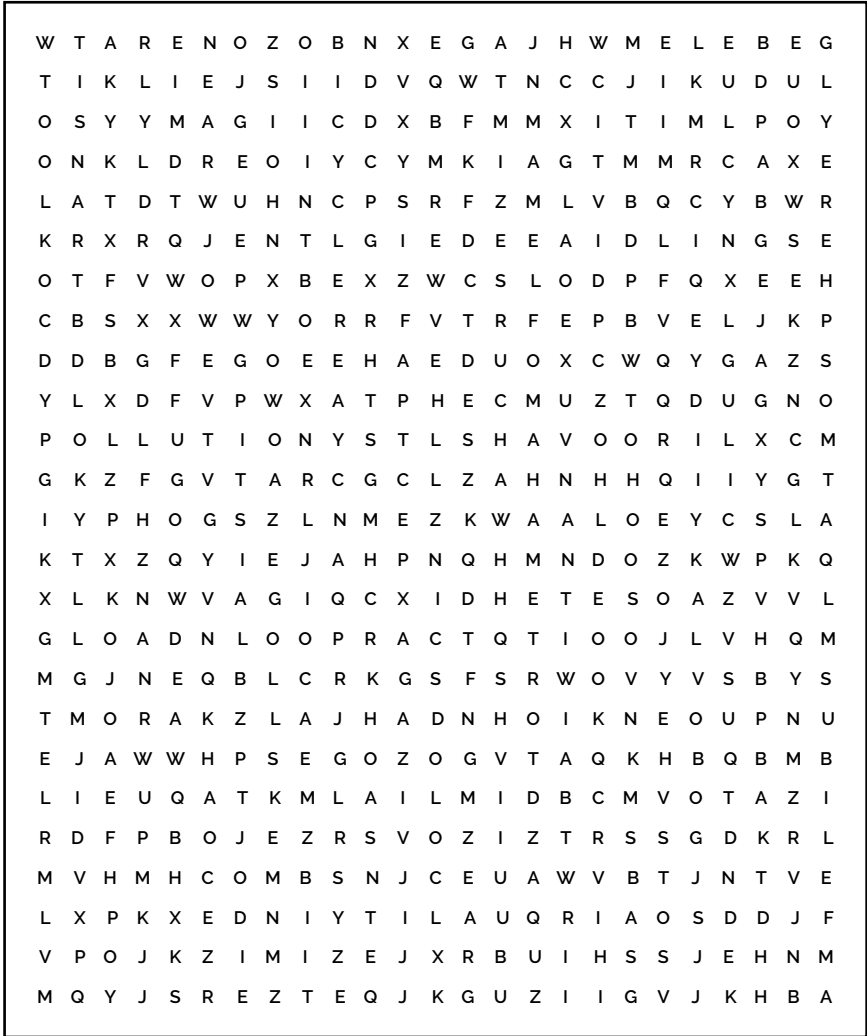 W T A R E N O Z O B N X E G A J H W M E L E B E G
T I K L I E J S I I D V Q W T N C C J I K U D U L
O S Y Y M A G I I C D X B F M M X I T I M L P O Y
O N K L D R E O I Y C Y M K I A G T M M R C A X E
L A T D T W U H N C P S R F Z M L V B Q C Y B W R
K R X R Q J E N T L G I E D E E A I D L I N G S E
O T F V W O P X B E X Z W C S L O D P F Q X E E H
C B S X X W W Y O R R F V T R F E P B V E L J K P
D D B G F E G O E E H A E D U O X C W Q Y G A Z S
Y L X D F V P W X A T P H E C M U Z T Q D U G N O
P O L L U T I O N Y S T L S H A V O O R I L X C M
G K Z F G V T A R C G C L Z A H N H H Q I I Y G T
I Y P H O G S Z L N M E Z K W A A L O E Y C S L A
K T X Z Q Y I E J A H P N Q H M N D O Z K W P K Q
X L K N W V A G I Q C X I D H E T E S O A Z V V L
G L O A D N L O O P R A C T Q T I O O J L V H Q M
M G J N E Q B L C R K G S F S R W O V Y V S B Y S
T M O R A K Z L A J H A D N H O I K N E O U P N U
E J A W W H P S E G O Z O G V T A Q K H B Q B M B
L I E U Q A T K M L A I L M I D B C M V O T A Z I
R D F P B O J E Z R S V O Z I Z T R S S G D K R L
M V H M H C O M B S N J C E U A W V B T J N T V E
L X P K X E D N I Y T I L A U Q R I A O S D D J F
V P O J K Z I M I Z E J X R B U I H S S J E H N M
M Q Y J S R E Z T E Q J K G U Z I I G V J K H B A